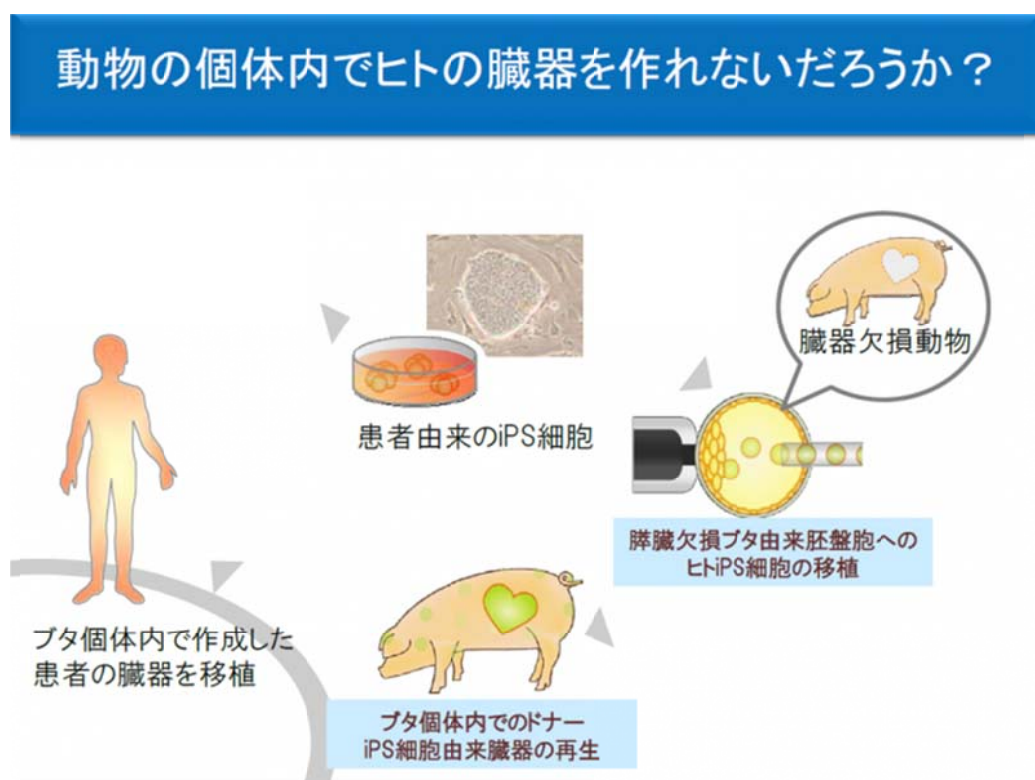 動物の個体内でヒトの臓器を作れないだろうか？
臓器欠損動物
患者由来のiPS細胞
膵臓欠損ブタ由来胚盤胞への
ヒトiPS細胞の移植
ブタ個体内で作成した
患者の臓器を移植
ブタ個体内でのドナー
iPS細胞由来臓器の再生